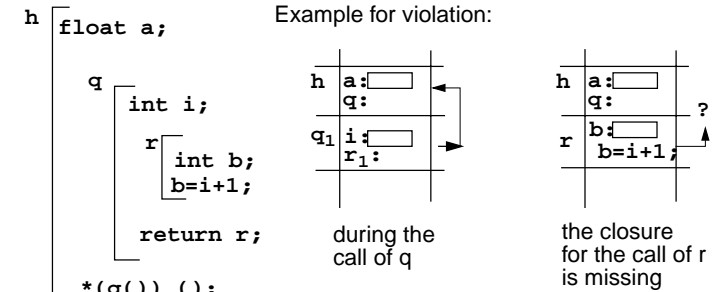 h
float a;
q
int i;
r
int b;
b=i+1;
return r;
*(q()) ();
Example for violation:
h a:
q:
q1 i:
r1:
during the
call of q
h a:
q:
r b:
b=i+1;
?
the closure
for the call of r
is missing